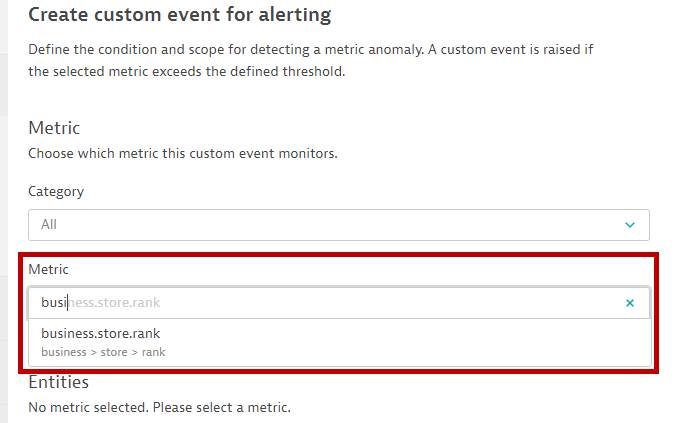 Create custom event for alerting
Define the condition and scope for detecting a metric anomaly. A custom event is raised if
the selected metric exceeds the defined threshold.
Metric
Choose which metric this custom event monitors.
Category
All
Metric
business.store.rank
business.store.rank
business > store > rank
Entities
No metric selected. Please select a metric.